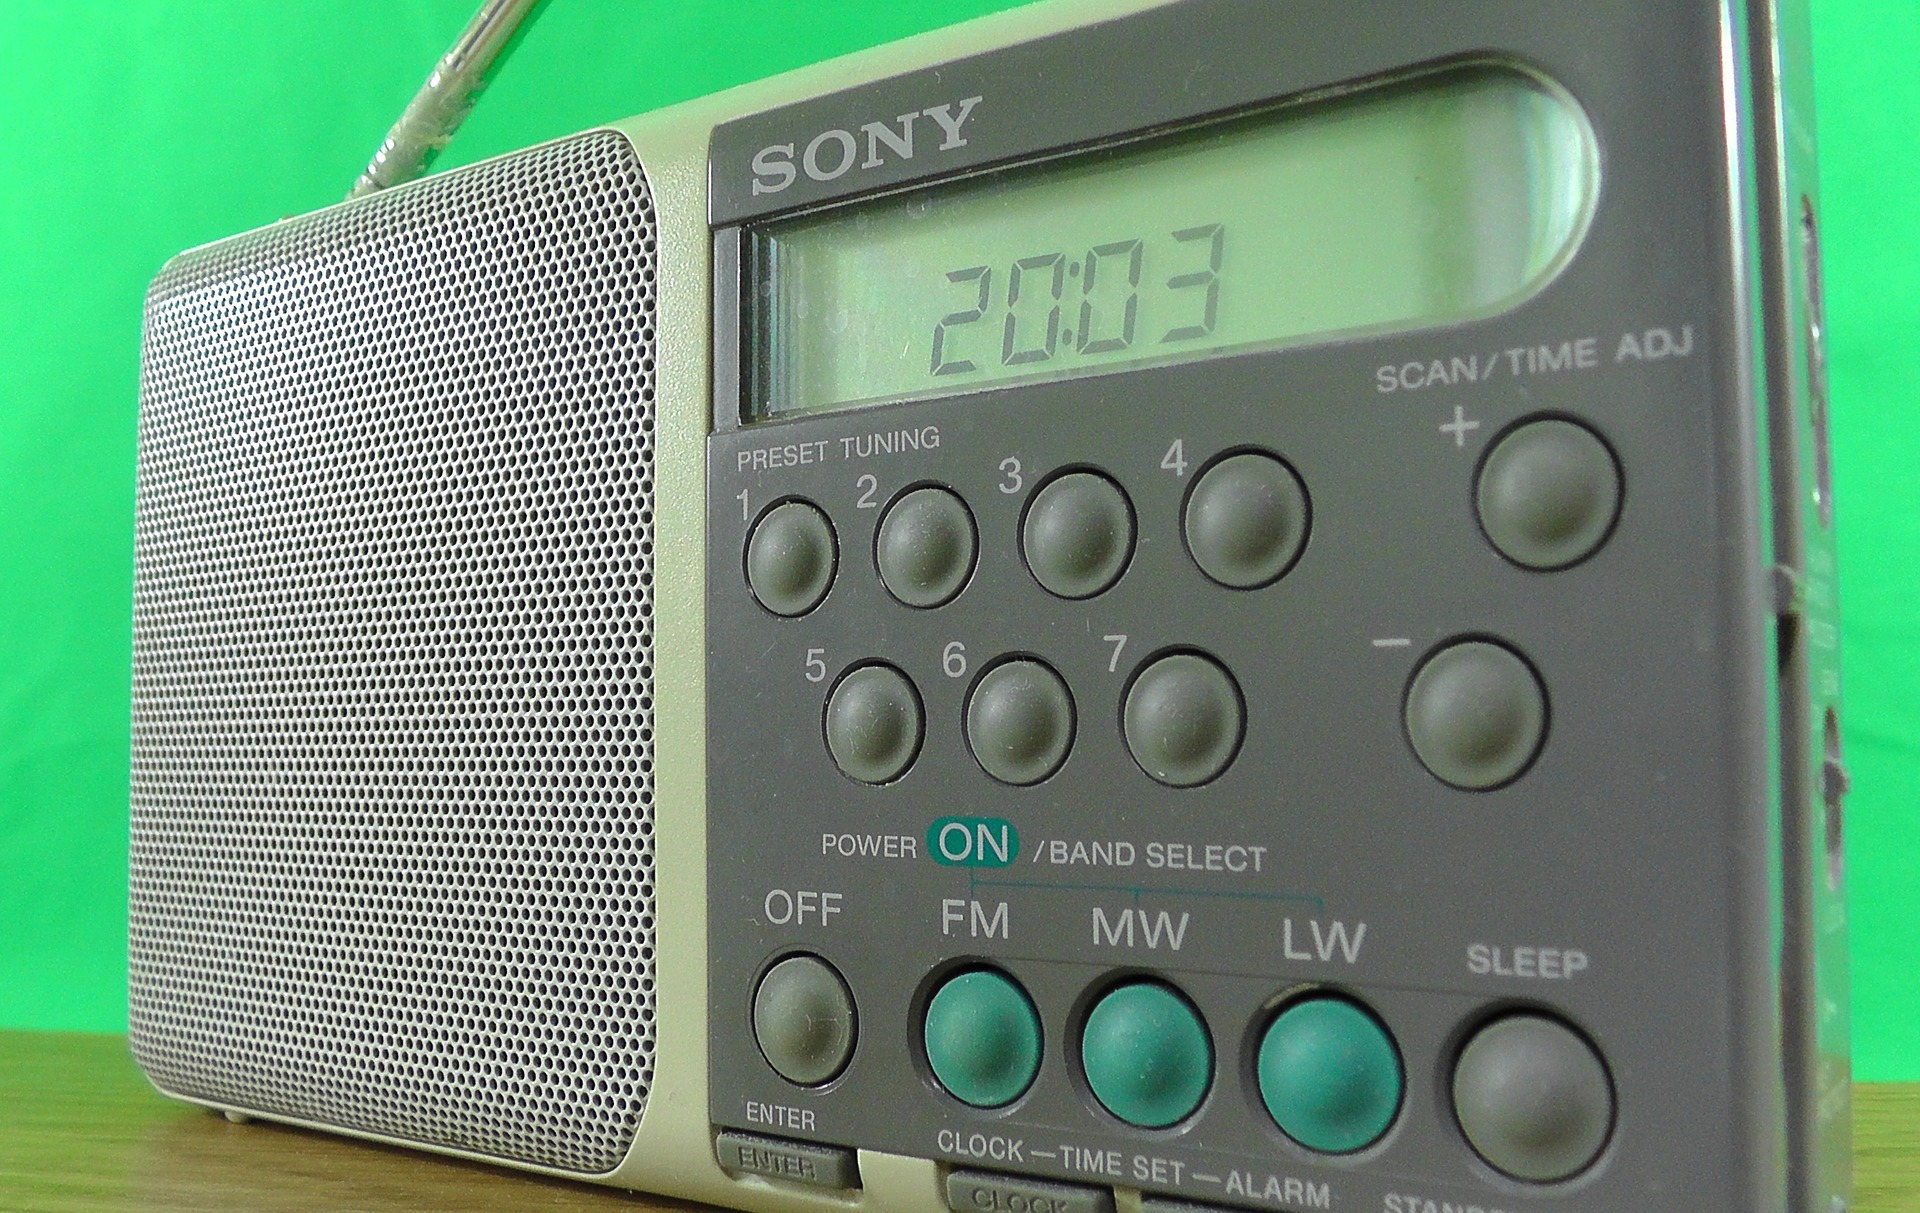 SONY
20:03
SCAN/TIME ADJ
PRESET TUNING
+
1 2 3 4
5 6 7 −
POWER ON /BAND SELECT
OFF FM MW LW SLEEP
ENTER
CLOCK — TIME SET — ALARM
ENTER
CLOCK